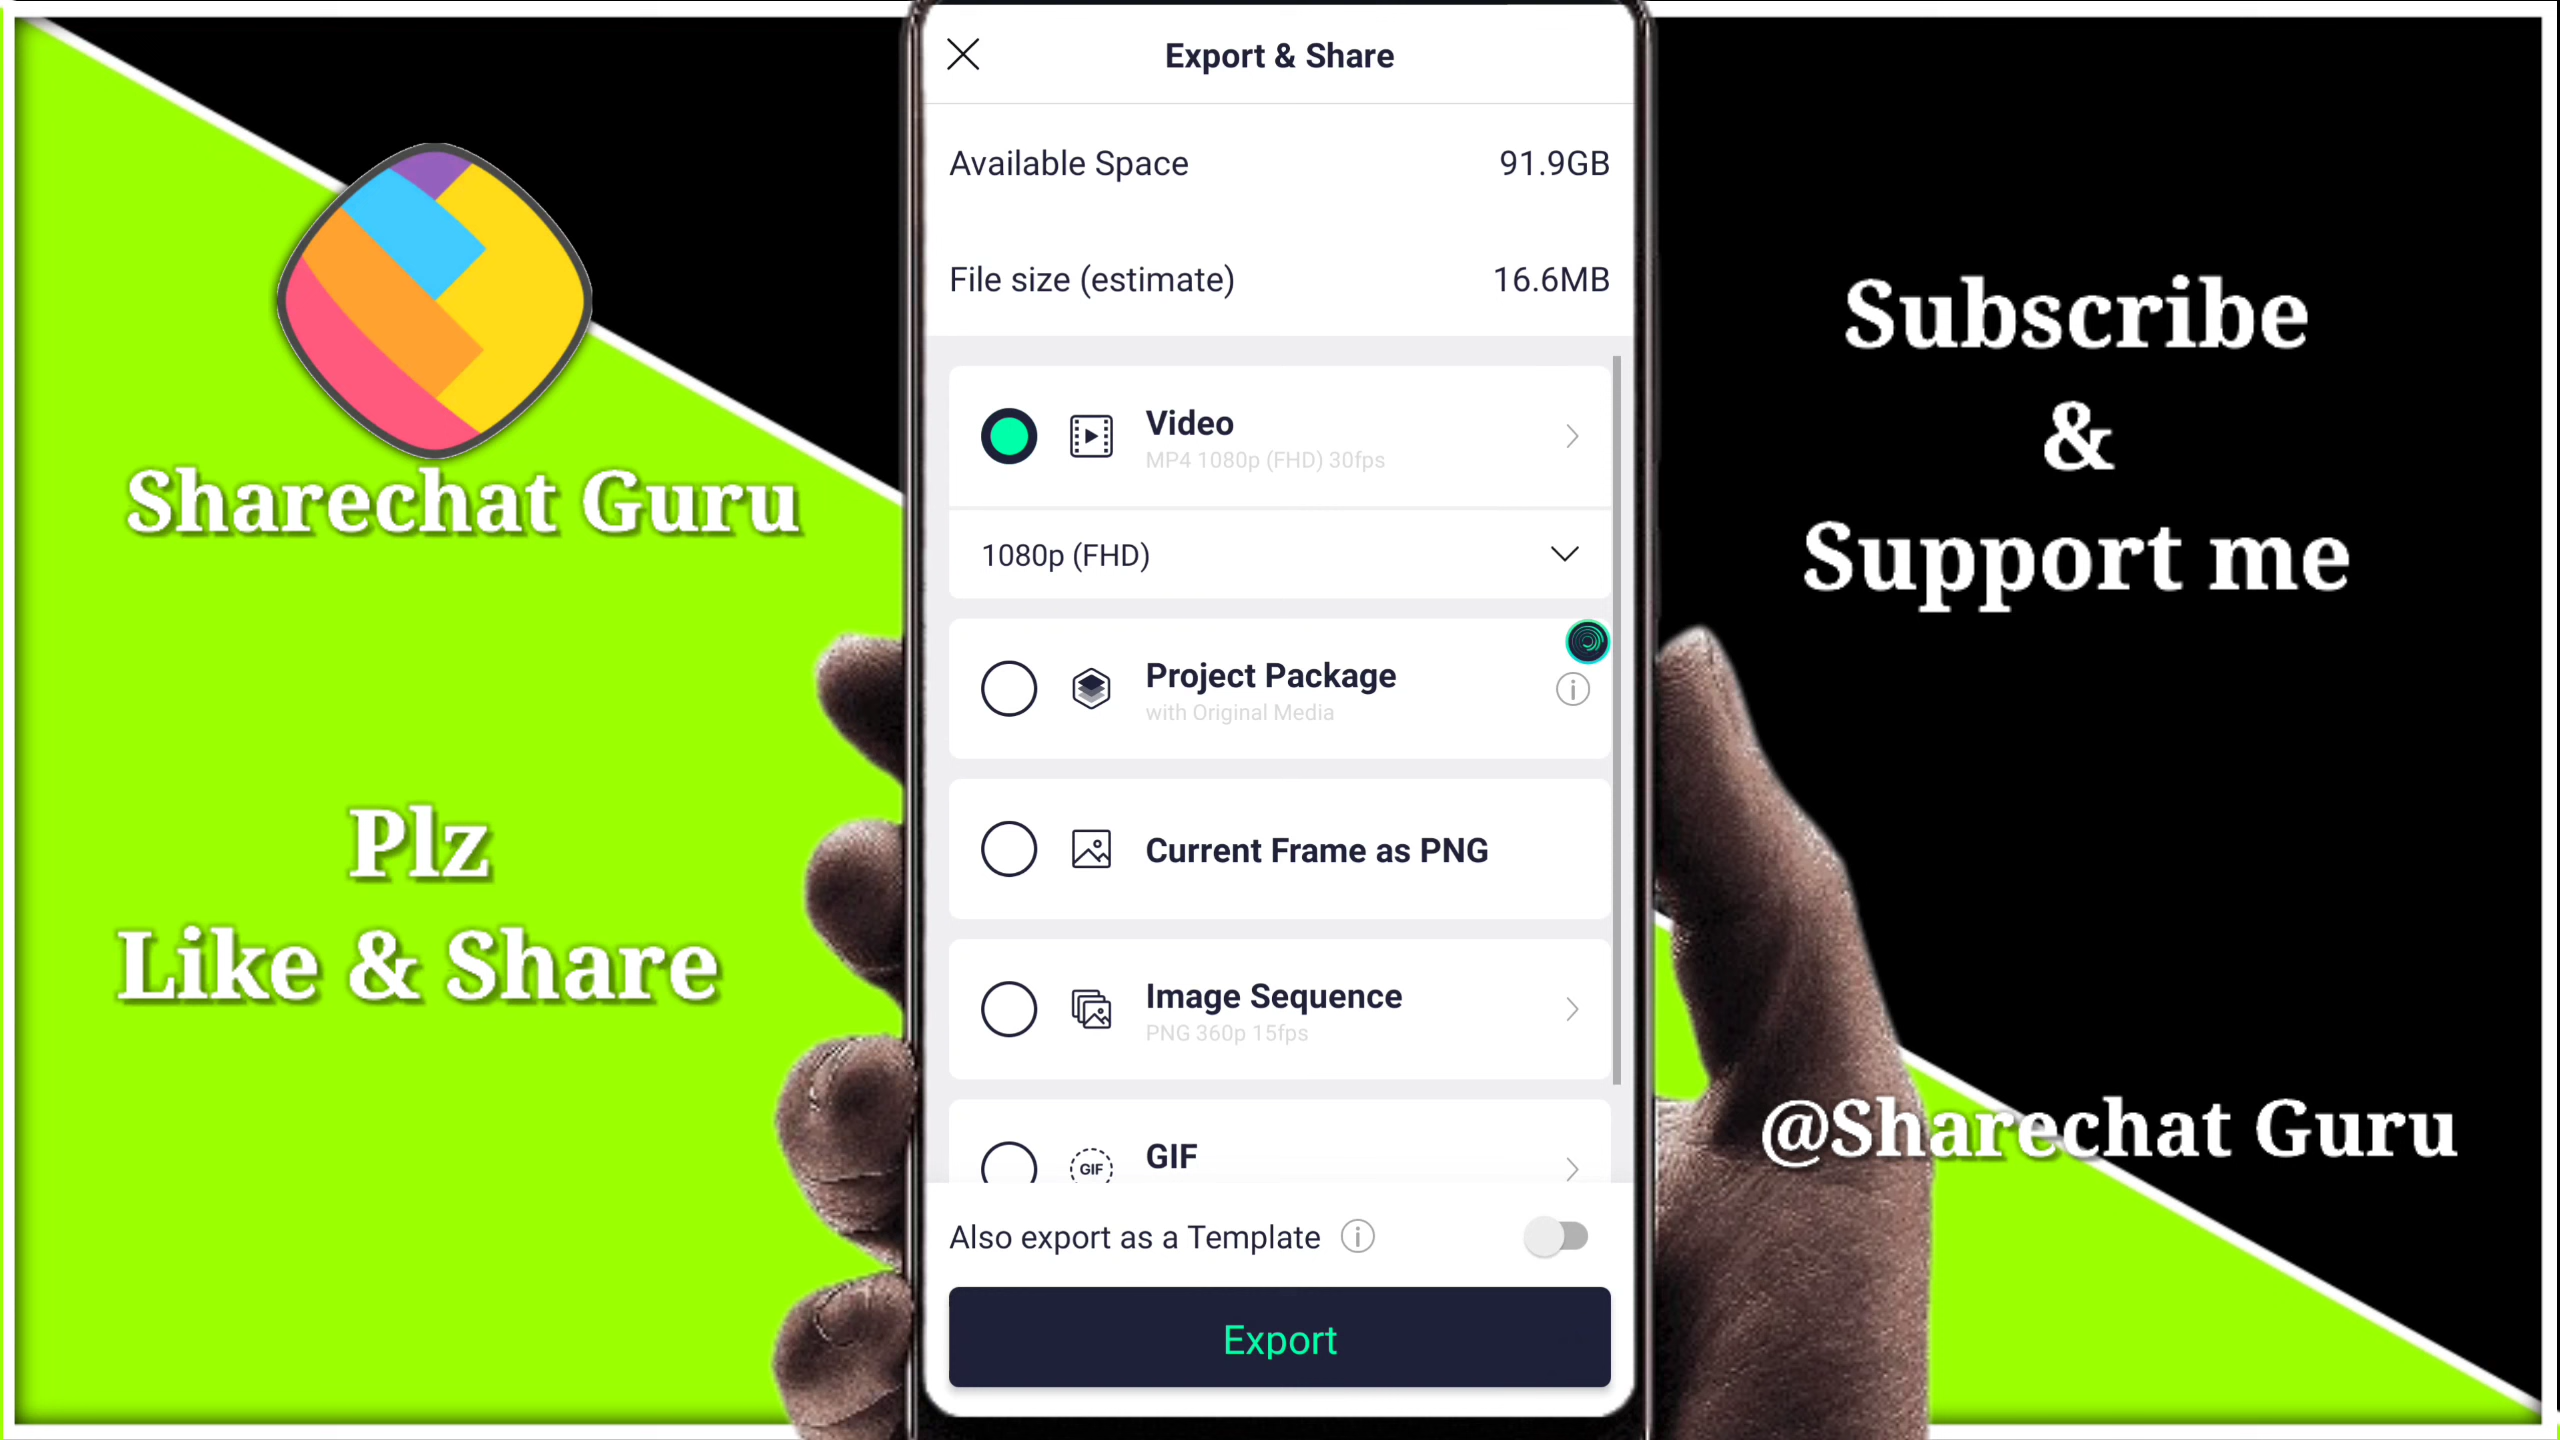 Export & Share
Available Space 91.9GB
File size (estimate) 16.6MB
Video
MP4 1080p (FHD) 30fps
1080p (FHD)
Project Package
with Original Media
Current Frame as PNG
Image Sequence
PNG 360p 15fps
GIF
GIF
Also export as a Template
Export
Sharechat Guru
Plz
Like & Share
Subscribe
&
Support me
@Sharechat Guru